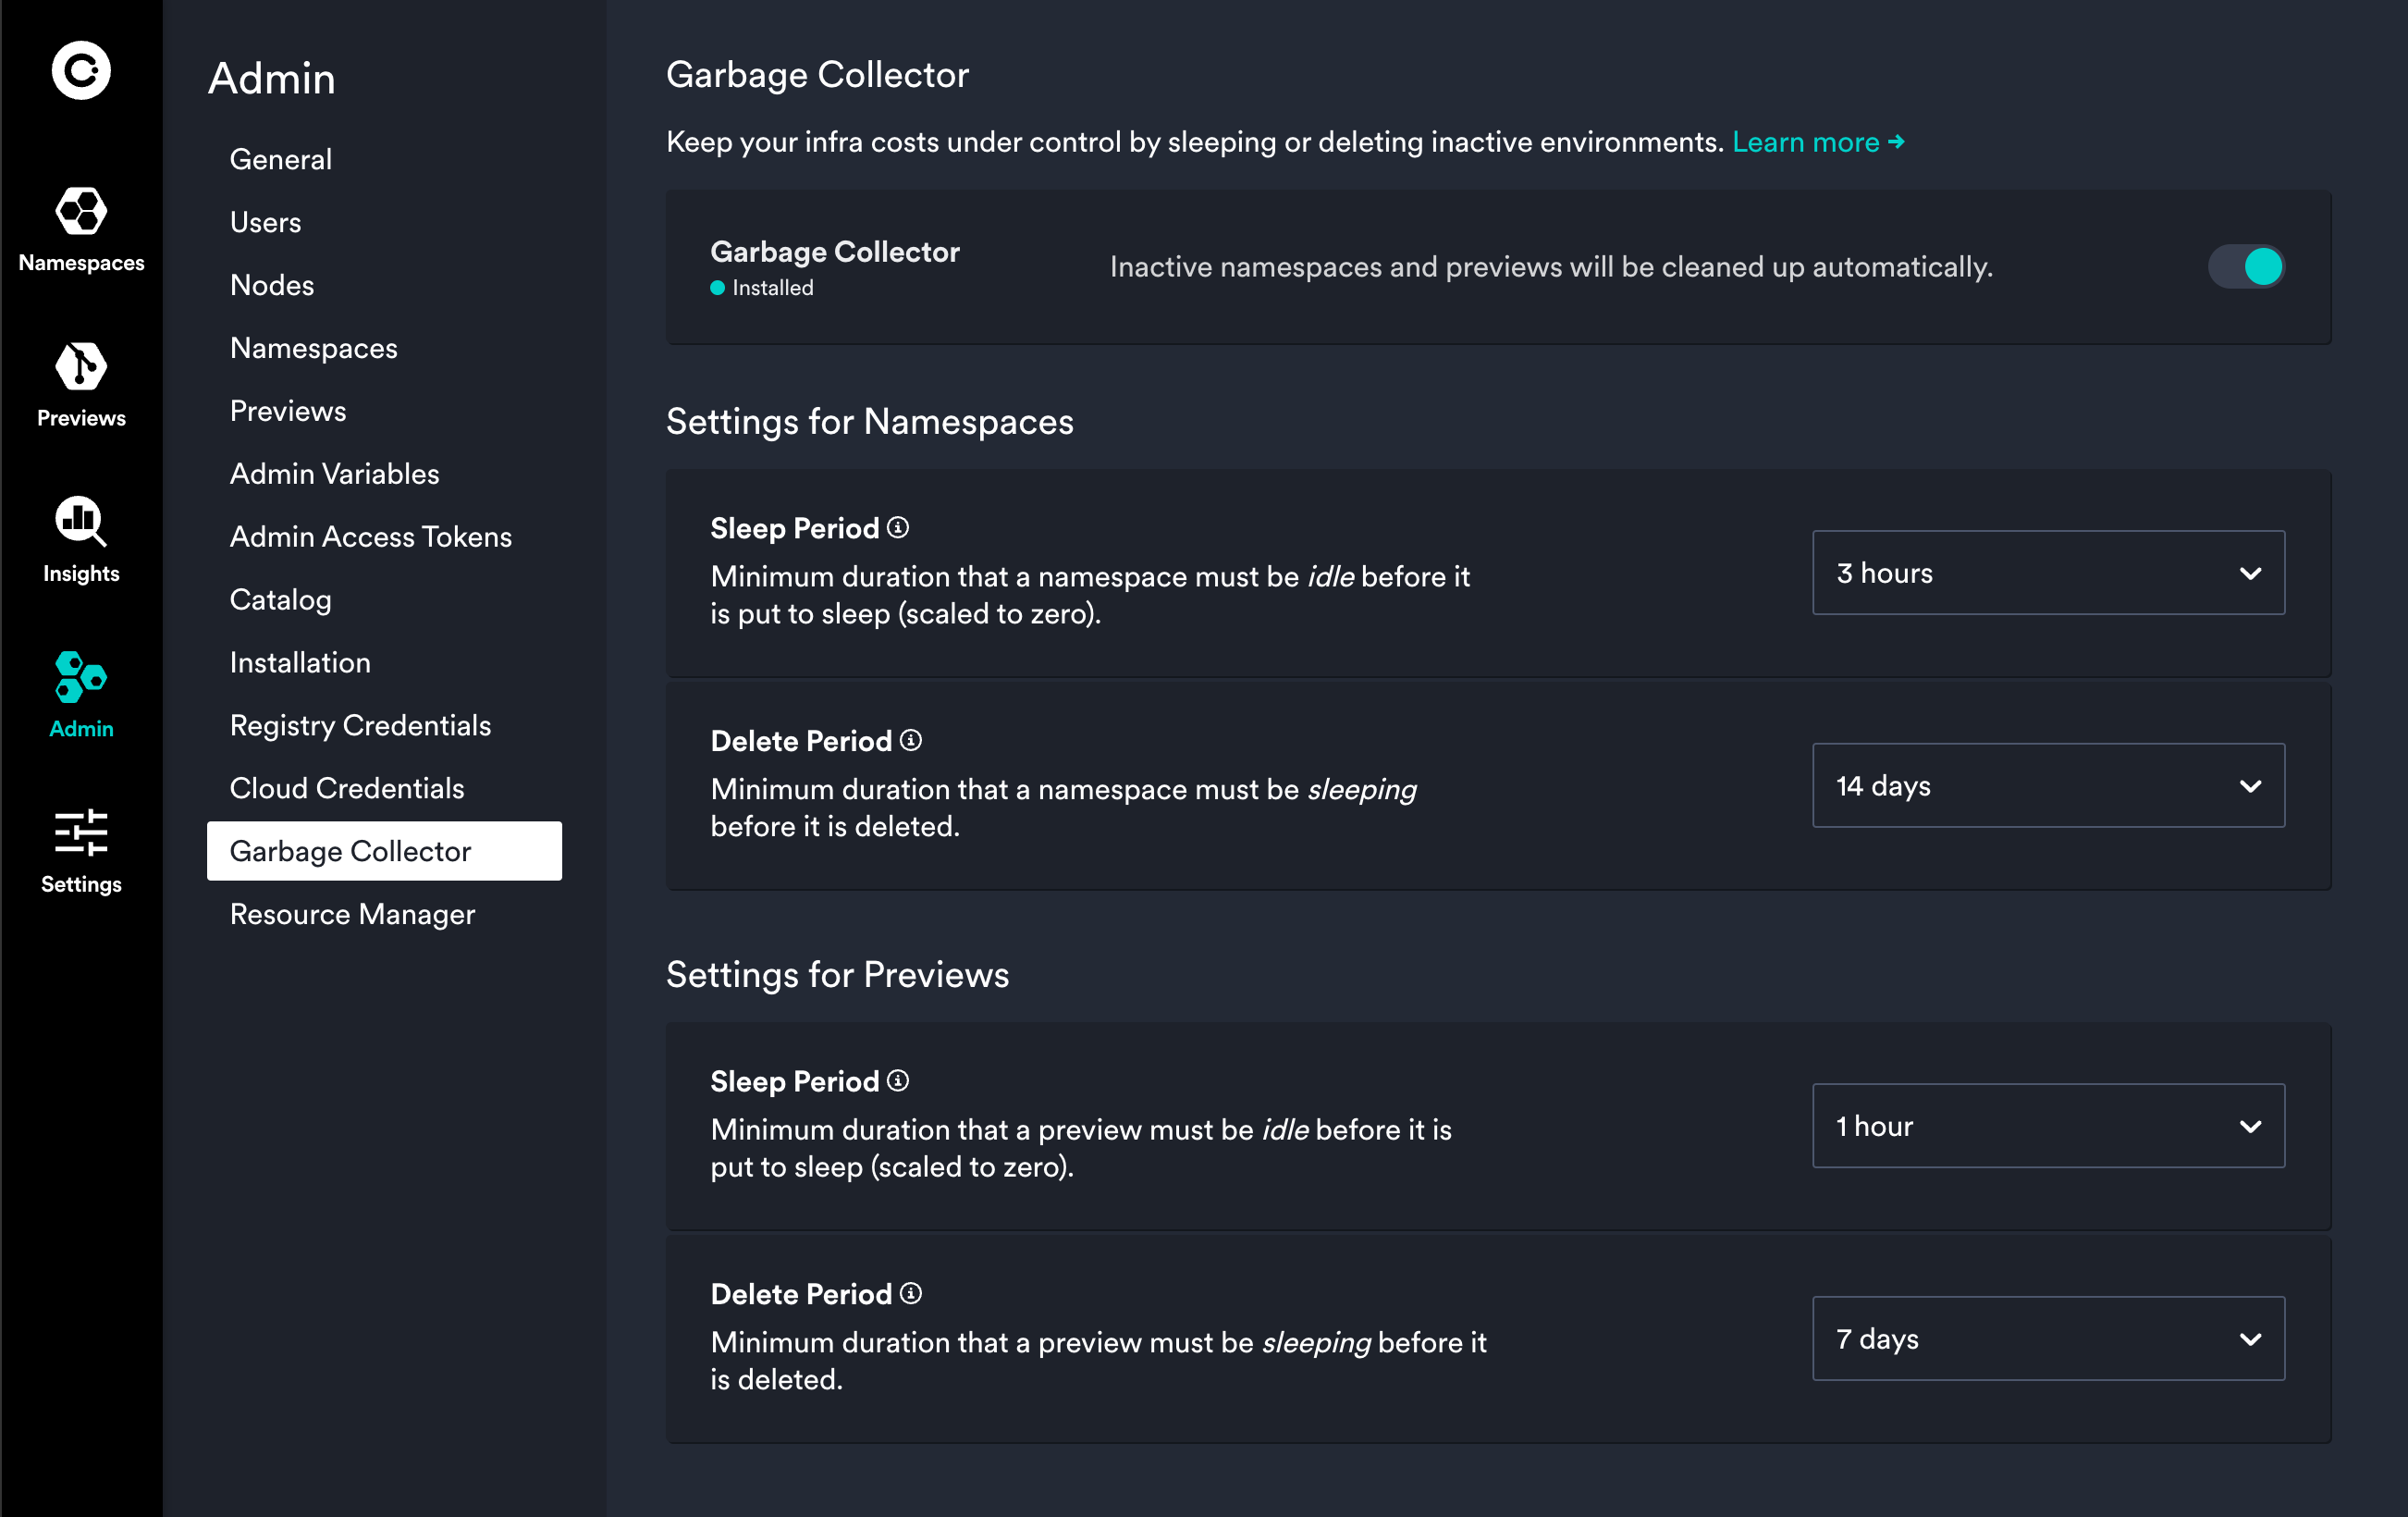 Namespaces
Previews
Insights
Admin
Settings
Admin
General
Users
Nodes
Namespaces
Previews
Admin Variables
Admin Access Tokens
Catalog
Installation
Registry Credentials
Cloud Credentials
Garbage Collector
Resource Manager
Garbage Collector
Keep your infra costs under control by sleeping or deleting inactive environments. Learn more →
Garbage Collector
Installed
Inactive namespaces and previews will be cleaned up automatically.
Settings for Namespaces
Sleep Period
Minimum duration that a namespace must be idle before it
is put to sleep (scaled to zero).
3 hours
Delete Period
Minimum duration that a namespace must be sleeping
before it is deleted.
14 days
Settings for Previews
Sleep Period
Minimum duration that a preview must be idle before it is
put to sleep (scaled to zero).
1 hour
Delete Period
Minimum duration that a preview must be sleeping before it
is deleted.
7 days